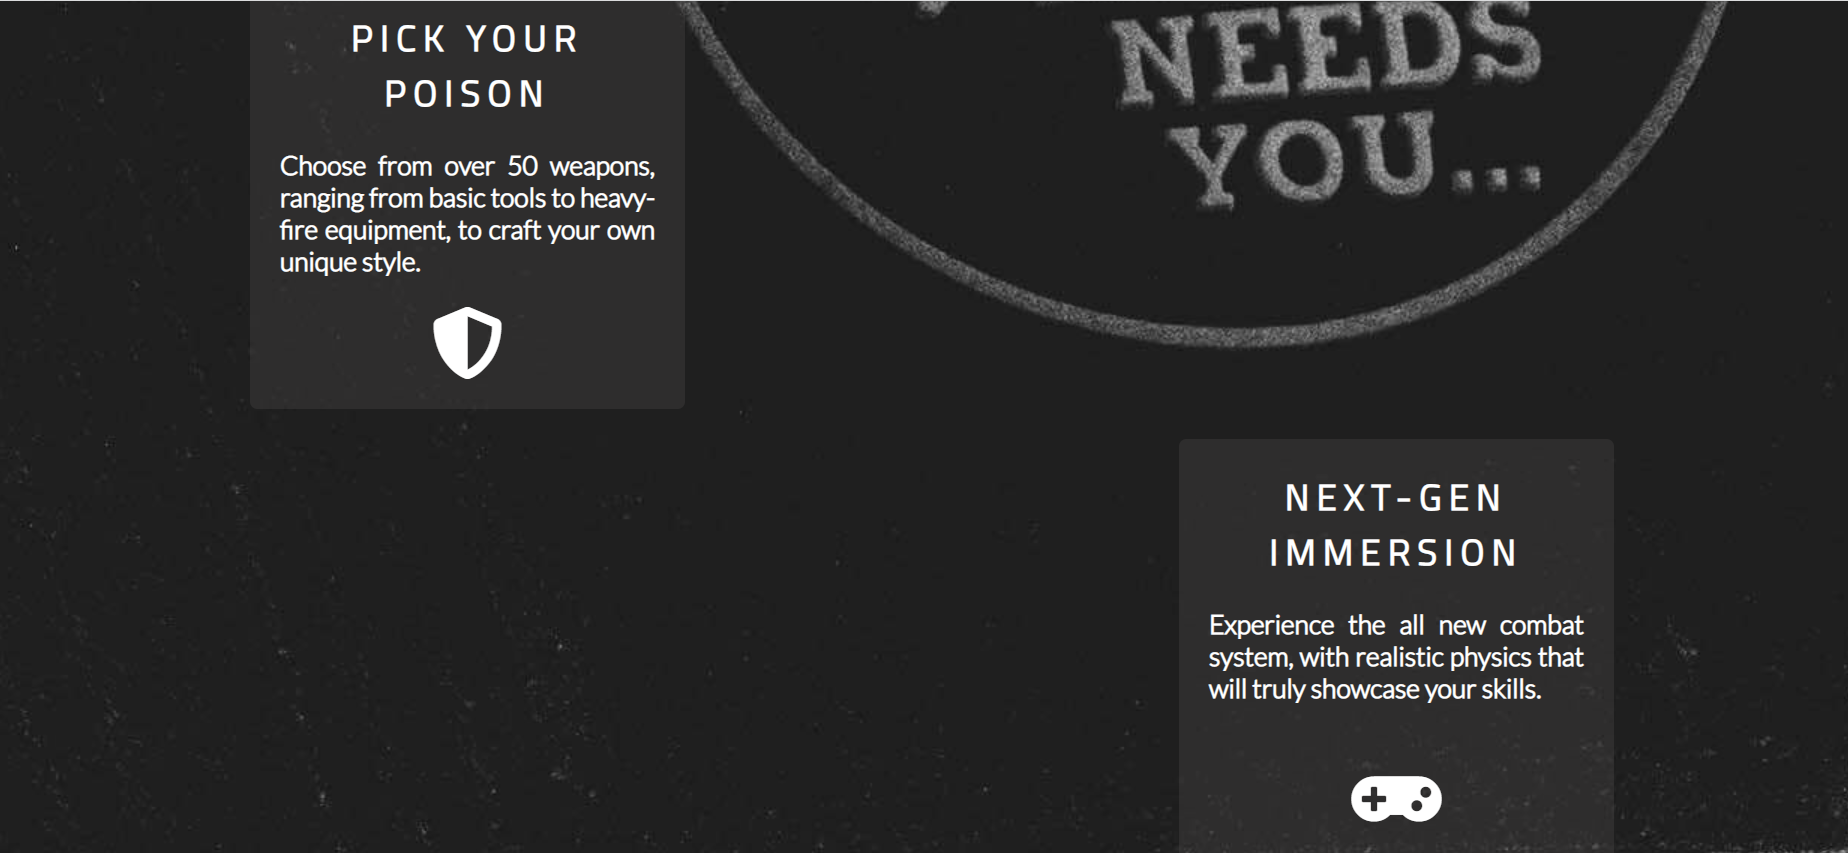 PICK YOUR
POISON
Choose from over 50 weapons,
ranging from basic tools to heavy-
fire equipment, to craft your own
unique style.
NEEDS
YOU...
NEXT-GEN
IMMERSION
Experience the all new combat
system, with realistic physics that
will truly showcase your skills.